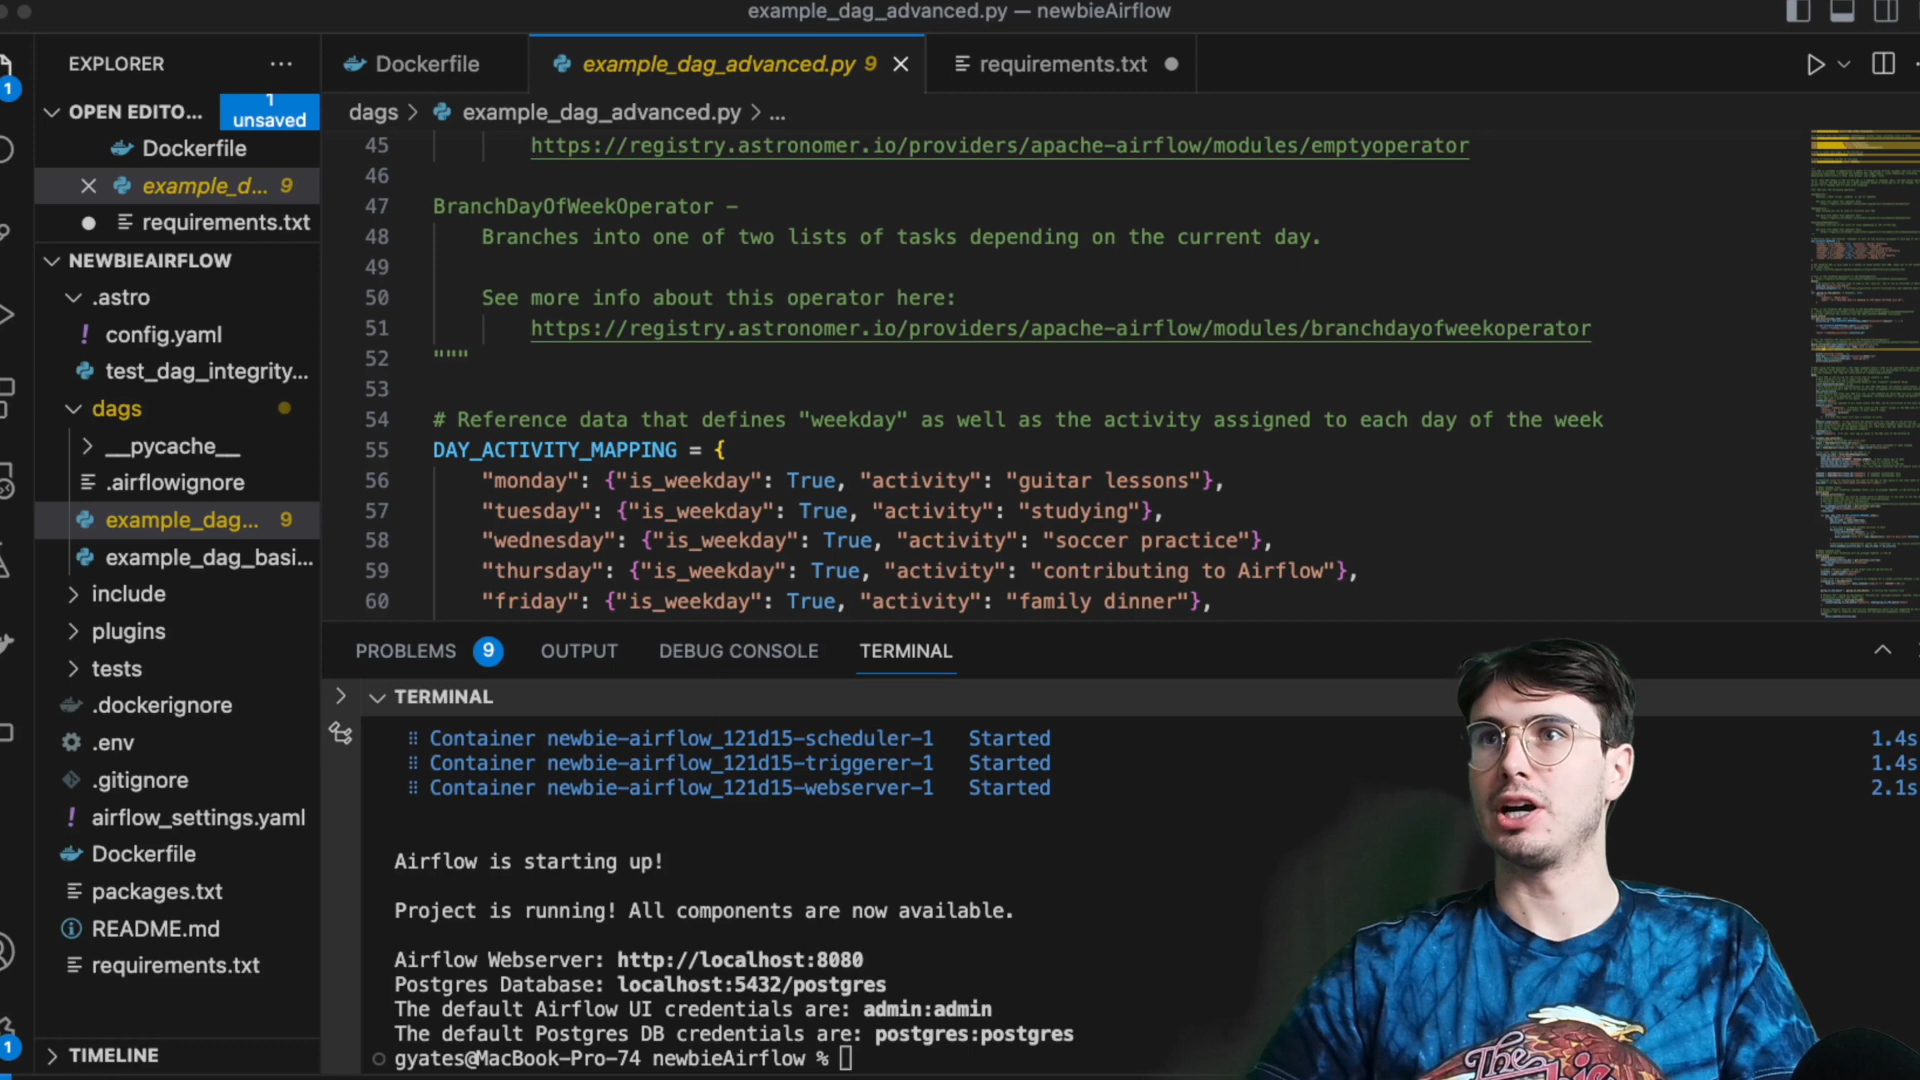 example_dag_advanced.py — newbieAirflow
EXPLORER
Dockerfile
example_dag_advanced.py 9
requirements.txt
1
OPEN EDITO...
1 unsaved
Dockerfile
example_d... 9
requirements.txt
NEWBIEAIRFLOW
.astro
config.yaml
test_dag_integrity...
dags
__pycache__
.airflowignore
example_dag... 9
example_dag_basi...
include
plugins
tests
.dockerignore
.env
.gitignore
airflow_settings.yaml
Dockerfile
packages.txt
README.md
requirements.txt
1
TIMELINE
dags > example_dag_advanced.py > ...
45 https://registry.astronomer.io/providers/apache-airflow/modules/emptyoperator
46
47 BranchDayOfWeekOperator -
48 Branches into one of two lists of tasks depending on the current day.
49
50 See more info about this operator here:
51 https://registry.astronomer.io/providers/apache-airflow/modules/branchdayofweekoperator
52 """
53
54 # Reference data that defines "weekday" as well as the activity assigned to each day of the week
55 DAY_ACTIVITY_MAPPING = {
56 "monday": {"is_weekday": True, "activity": "guitar lessons"},
57 "tuesday": {"is_weekday": True, "activity": "studying"},
58 "wednesday": {"is_weekday": True, "activity": "soccer practice"},
59 "thursday": {"is_weekday": True, "activity": "contributing to Airflow"},
60 "friday": {"is_weekday": True, "activity": "family dinner"},
PROBLEMS 9 OUTPUT DEBUG CONSOLE TERMINAL
TERMINAL
Container newbie-airflow_121d15-scheduler-1 Started 1.4s
Container newbie-airflow_121d15-triggerer-1 Started 1.4s
Container newbie-airflow_121d15-webserver-1 Started 2.1s
Airflow is starting up!
Project is running! All components are now available.
Airflow Webserver: http://localhost:8080
Postgres Database: localhost:5432/postgres
The default Airflow UI credentials are: admin:admin
The default Postgres DB credentials are: postgres:postgres
gyates@MacBook-Pro-74 newbieAirflow %
The